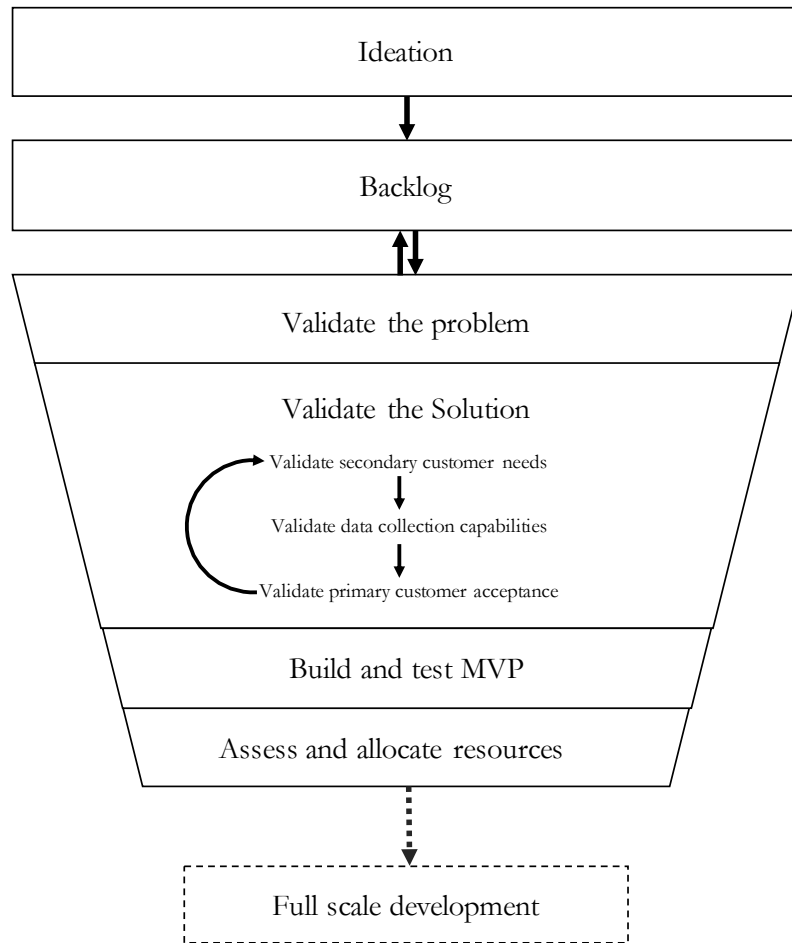 Ideation
Backlog
Validate the problem
Validate the Solution
Validate secondary customer needs
Validate data collection capabilities
Validate primary customer acceptance
Build and test MVP
Assess and allocate resources
Full scale development